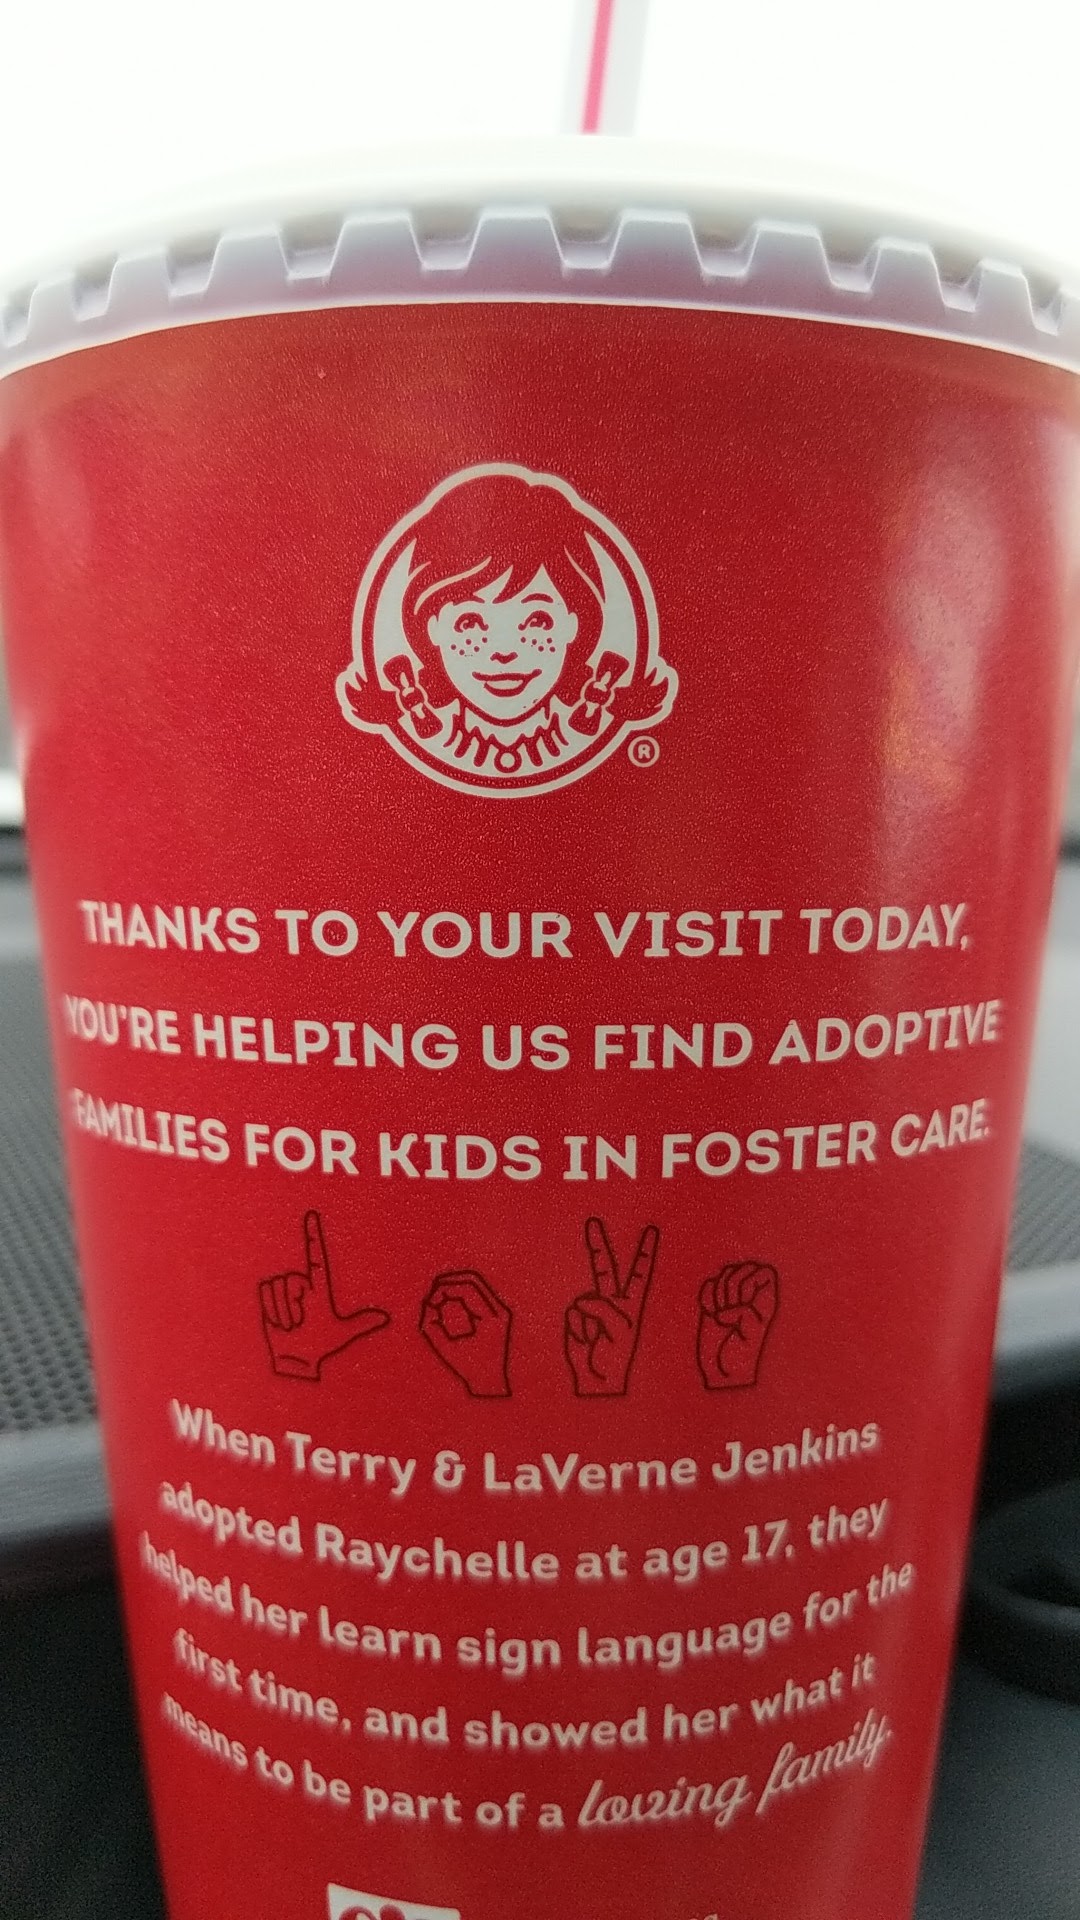 ®
THANKS TO YOUR VISIT TODAY,
YOU'RE HELPING US FIND ADOPTIVE
FAMILIES FOR KIDS IN FOSTER CARE.
When Terry & LaVerne Jenkins
adopted Raychelle at age 17, they
helped her learn sign language for the
first time, and showed her what it
means to be part of a loving family.